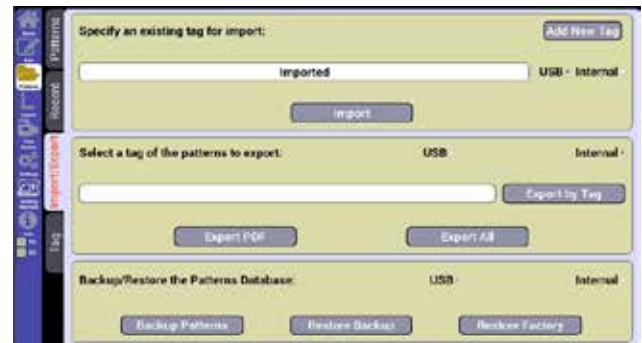 Patterns
Recent
Import/Export
Tag
Specify an existing tag for import:
Add New Tag
Imported
USB - Internal
Import
Select a tag of the patterns to export:
USB
Internal -
Export by Tag
Export PDF
Export All
Backup/Restore the Patterns Database:
USB -
Internal
Backup Patterns
Restore Backup
Restore Factory